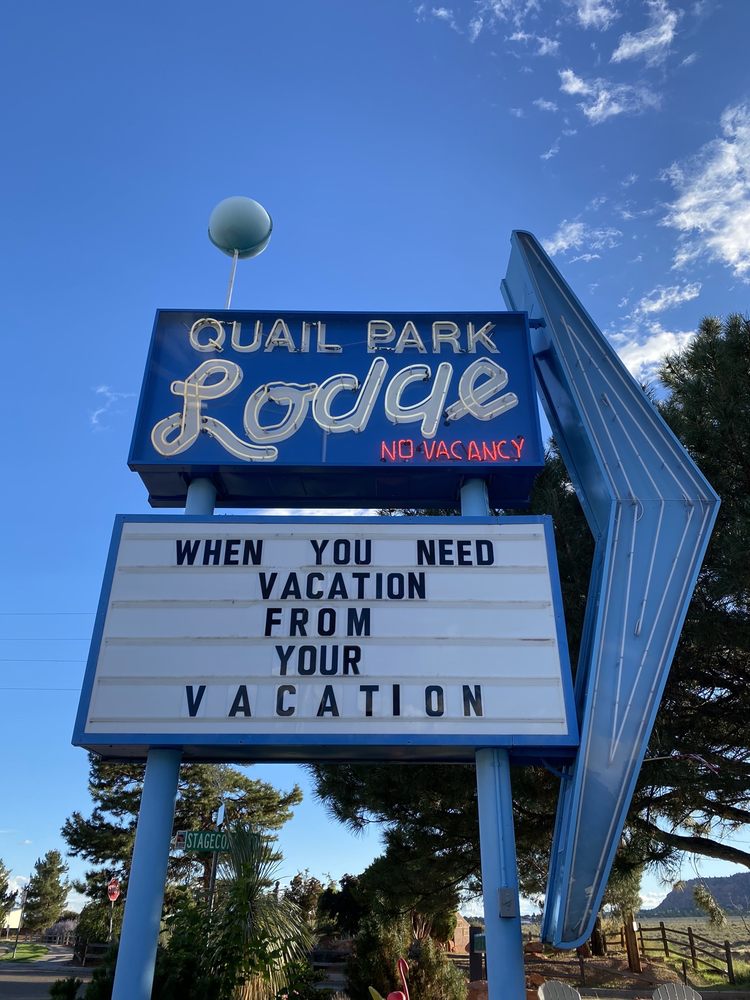 QUAIL PARK
Lodge
NO VACANCY
WHEN YOU NEED
VACATION
FROM
YOUR
VACATION